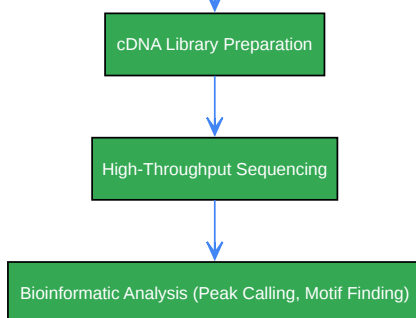 cDNA Library Preparation
High-Throughput Sequencing
Bioinformatic Analysis (Peak Calling, Motif Finding)